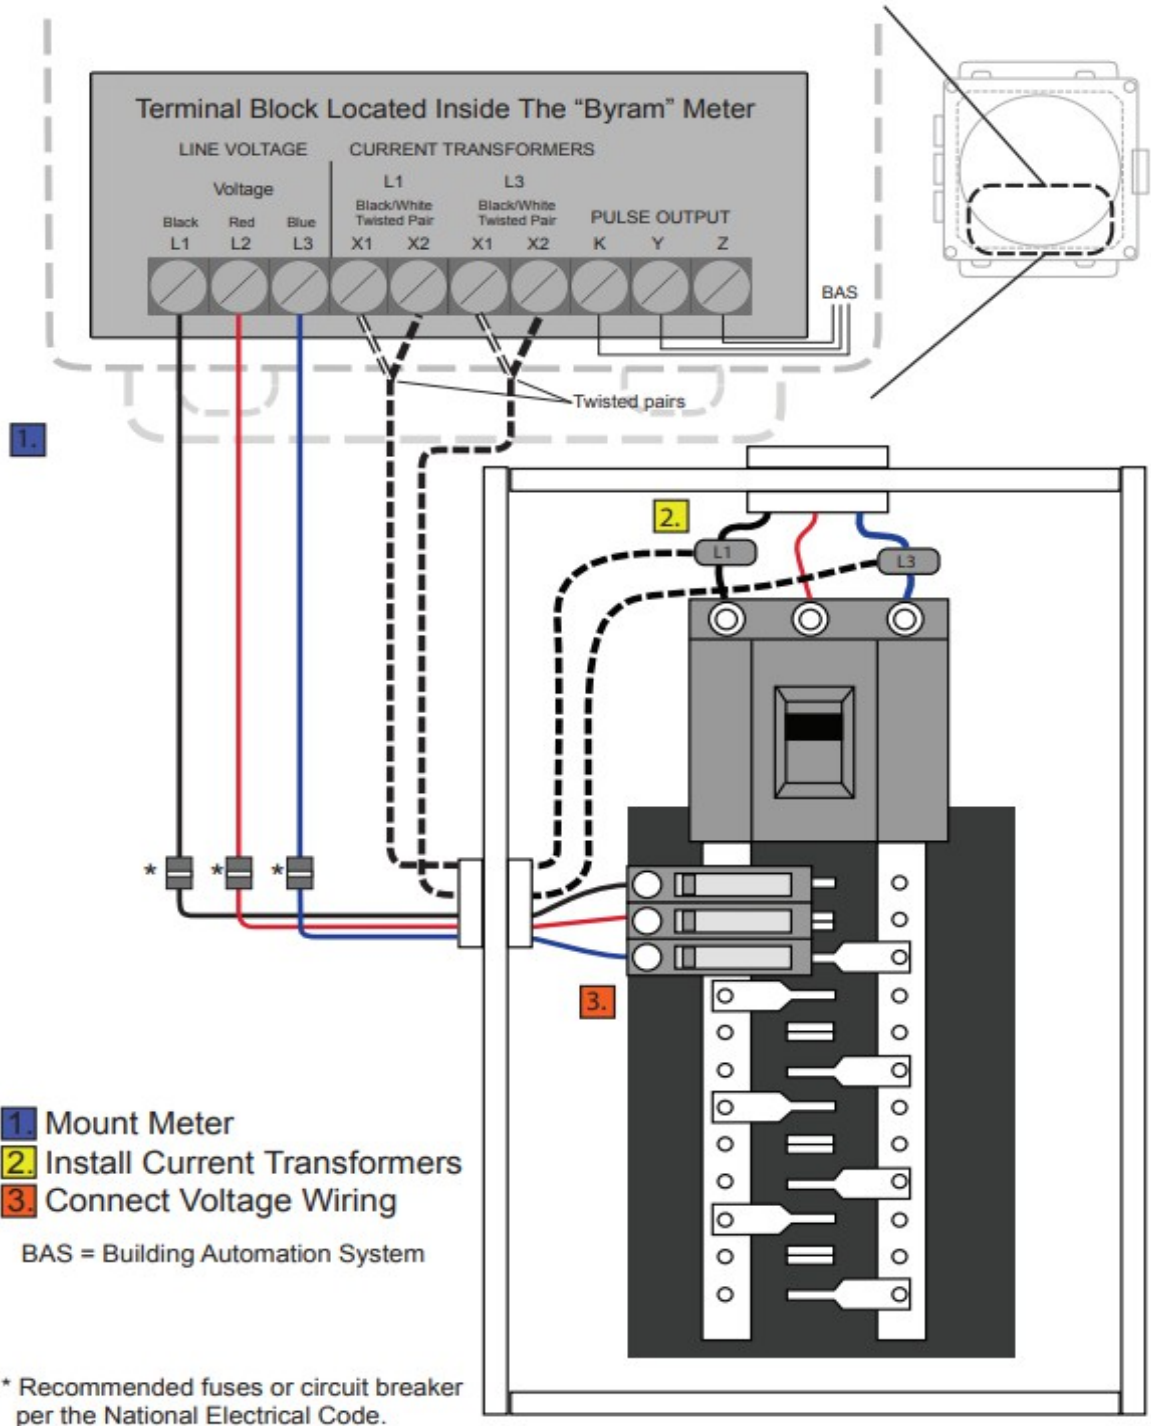 Terminal Block Located Inside The “Byram” Meter
LINE VOLTAGE CURRENT TRANSFORMERS
Voltage L1 L3
Black Red Blue Black/White Twisted Pair Black/White Twisted Pair PULSE OUTPUT
L1 L2 L3 X1 X2 X1 X2 K Y Z
BAS
Twisted pairs
1.
2.
L1
L3
* * *
3.
1. Mount Meter
2. Install Current Transformers
3. Connect Voltage Wiring
BAS = Building Automation System
* Recommended fuses or circuit breaker
per the National Electrical Code.